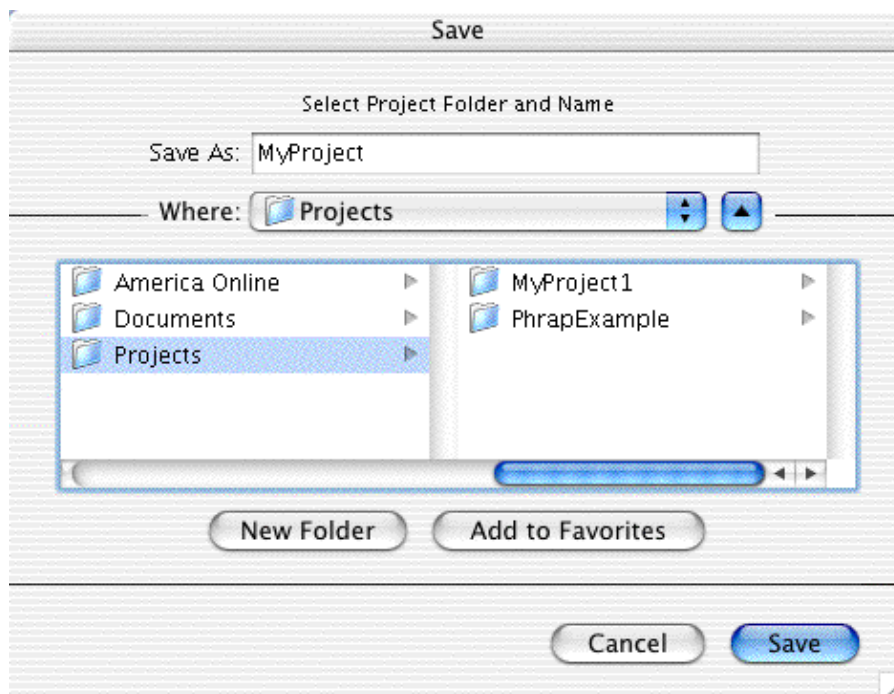 Save
Select Project Folder and Name
Save As: MyProject
Where: Projects
America Online
MyProject1
Documents
PhrapExample
Projects
New Folder
Add to Favorites
Cancel
Save